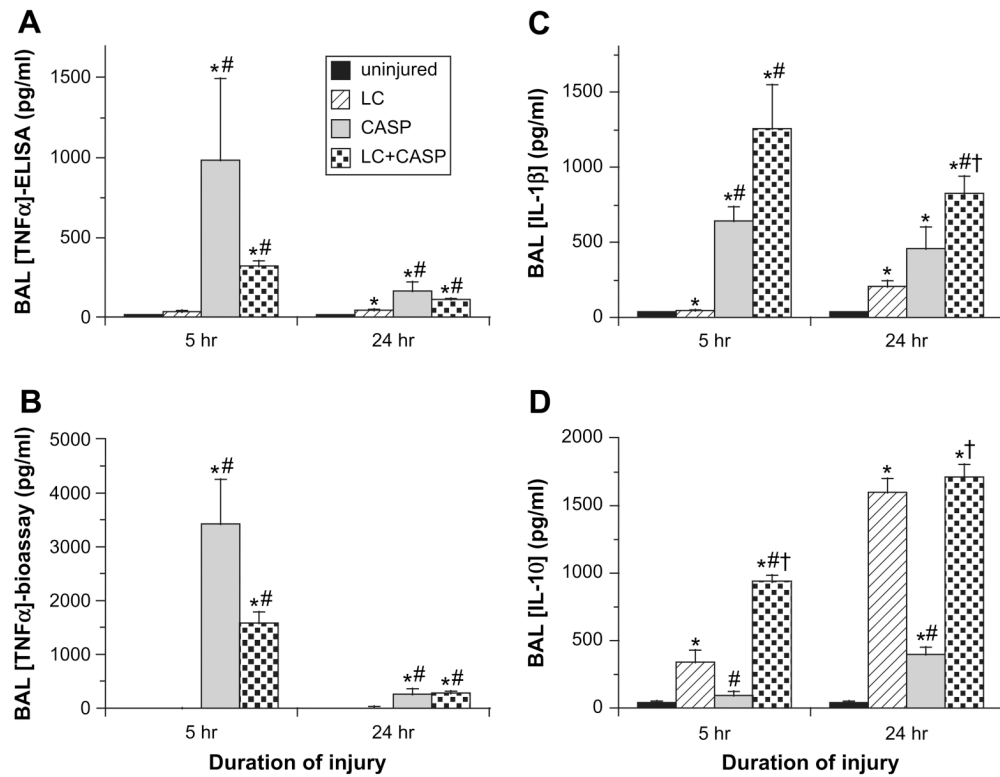 A
BAL [TNFα]-ELISA (pg/ml)
1500
1000
500
0
*#
*#
*
*#
*#
5 hr
24 hr
uninjured
LC
CASP
LC+CASP
B
BAL [TNFα]-bioassay (pg/ml)
5000
4000
3000
2000
1000
0
*#
*#
*#
*#
5 hr
24 hr
Duration of injury
C
BAL [IL-1β] (pg/ml)
1500
1000
500
0
*
*#
*#
*
*
*#†
5 hr
24 hr
D
BAL [IL-10] (pg/ml)
2000
1500
1000
500
0
*
#
*#†
*
*#
*†
5 hr
24 hr
Duration of injury